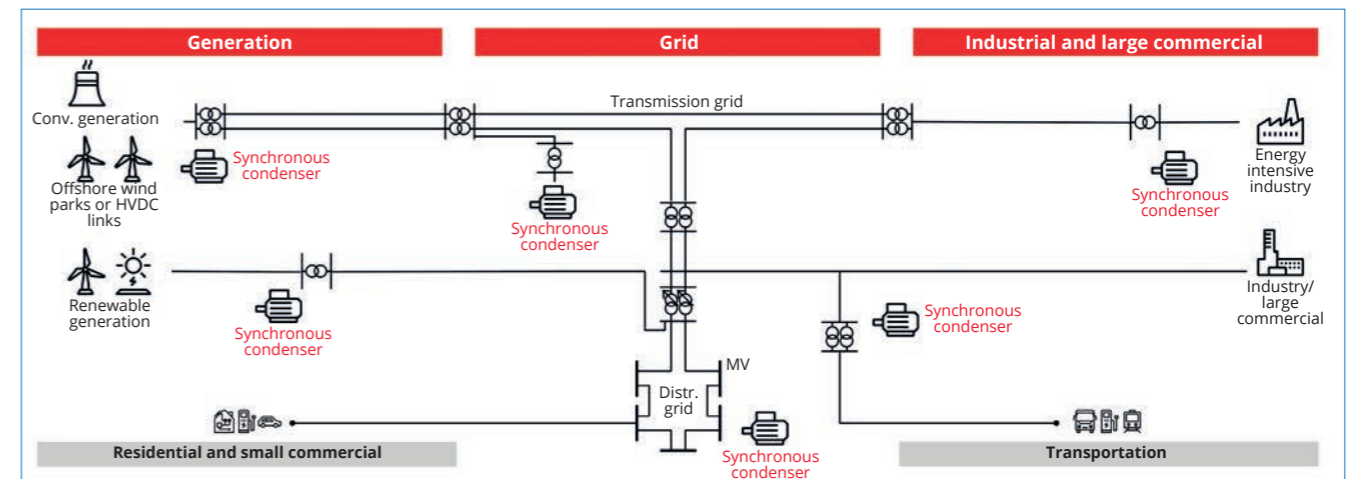 Generation
Grid
Industrial and large commercial
Transmission grid
Conv. generation
Synchronous
condenser
Offshore wind
parks or HVDC
links
Synchronous
condenser
Energy
intensive
industry
Synchronous
condenser
Renewable
generation
Synchronous
condenser
Synchronous
condenser
Industry/
large
commercial
MV
Distr.
grid
Synchronous
condenser
Residential and small commercial
Transportation